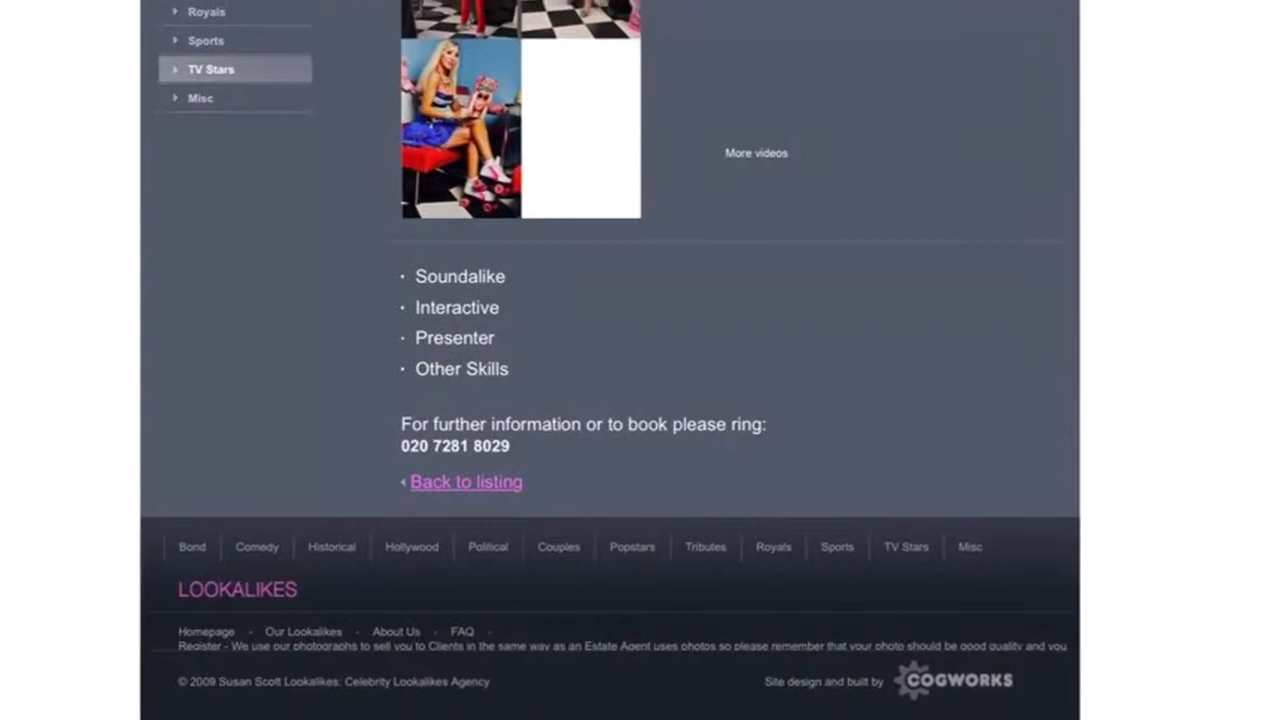 Royals
Sports
TV Stars
Misc
More videos
Soundalike
Interactive
Presenter
Other Skills
For further information or to book please ring:
020 7281 8029
Back to listing
Bond Comedy Historical Hollywood Political Couples Popstars Tributes Royals Sports TV Stars Misc
LOOKALIKES
Homepage - Our Lookalikes - About Us - FAQ -
Register - We use our photographs to sell you to Clients in the same way as an Estate Agent uses photos so please remember that your photo should be good quality and you
© 2009 Susan Scott Lookalikes: Celebrity Lookalikes Agency
Site design and built by COGWORKS